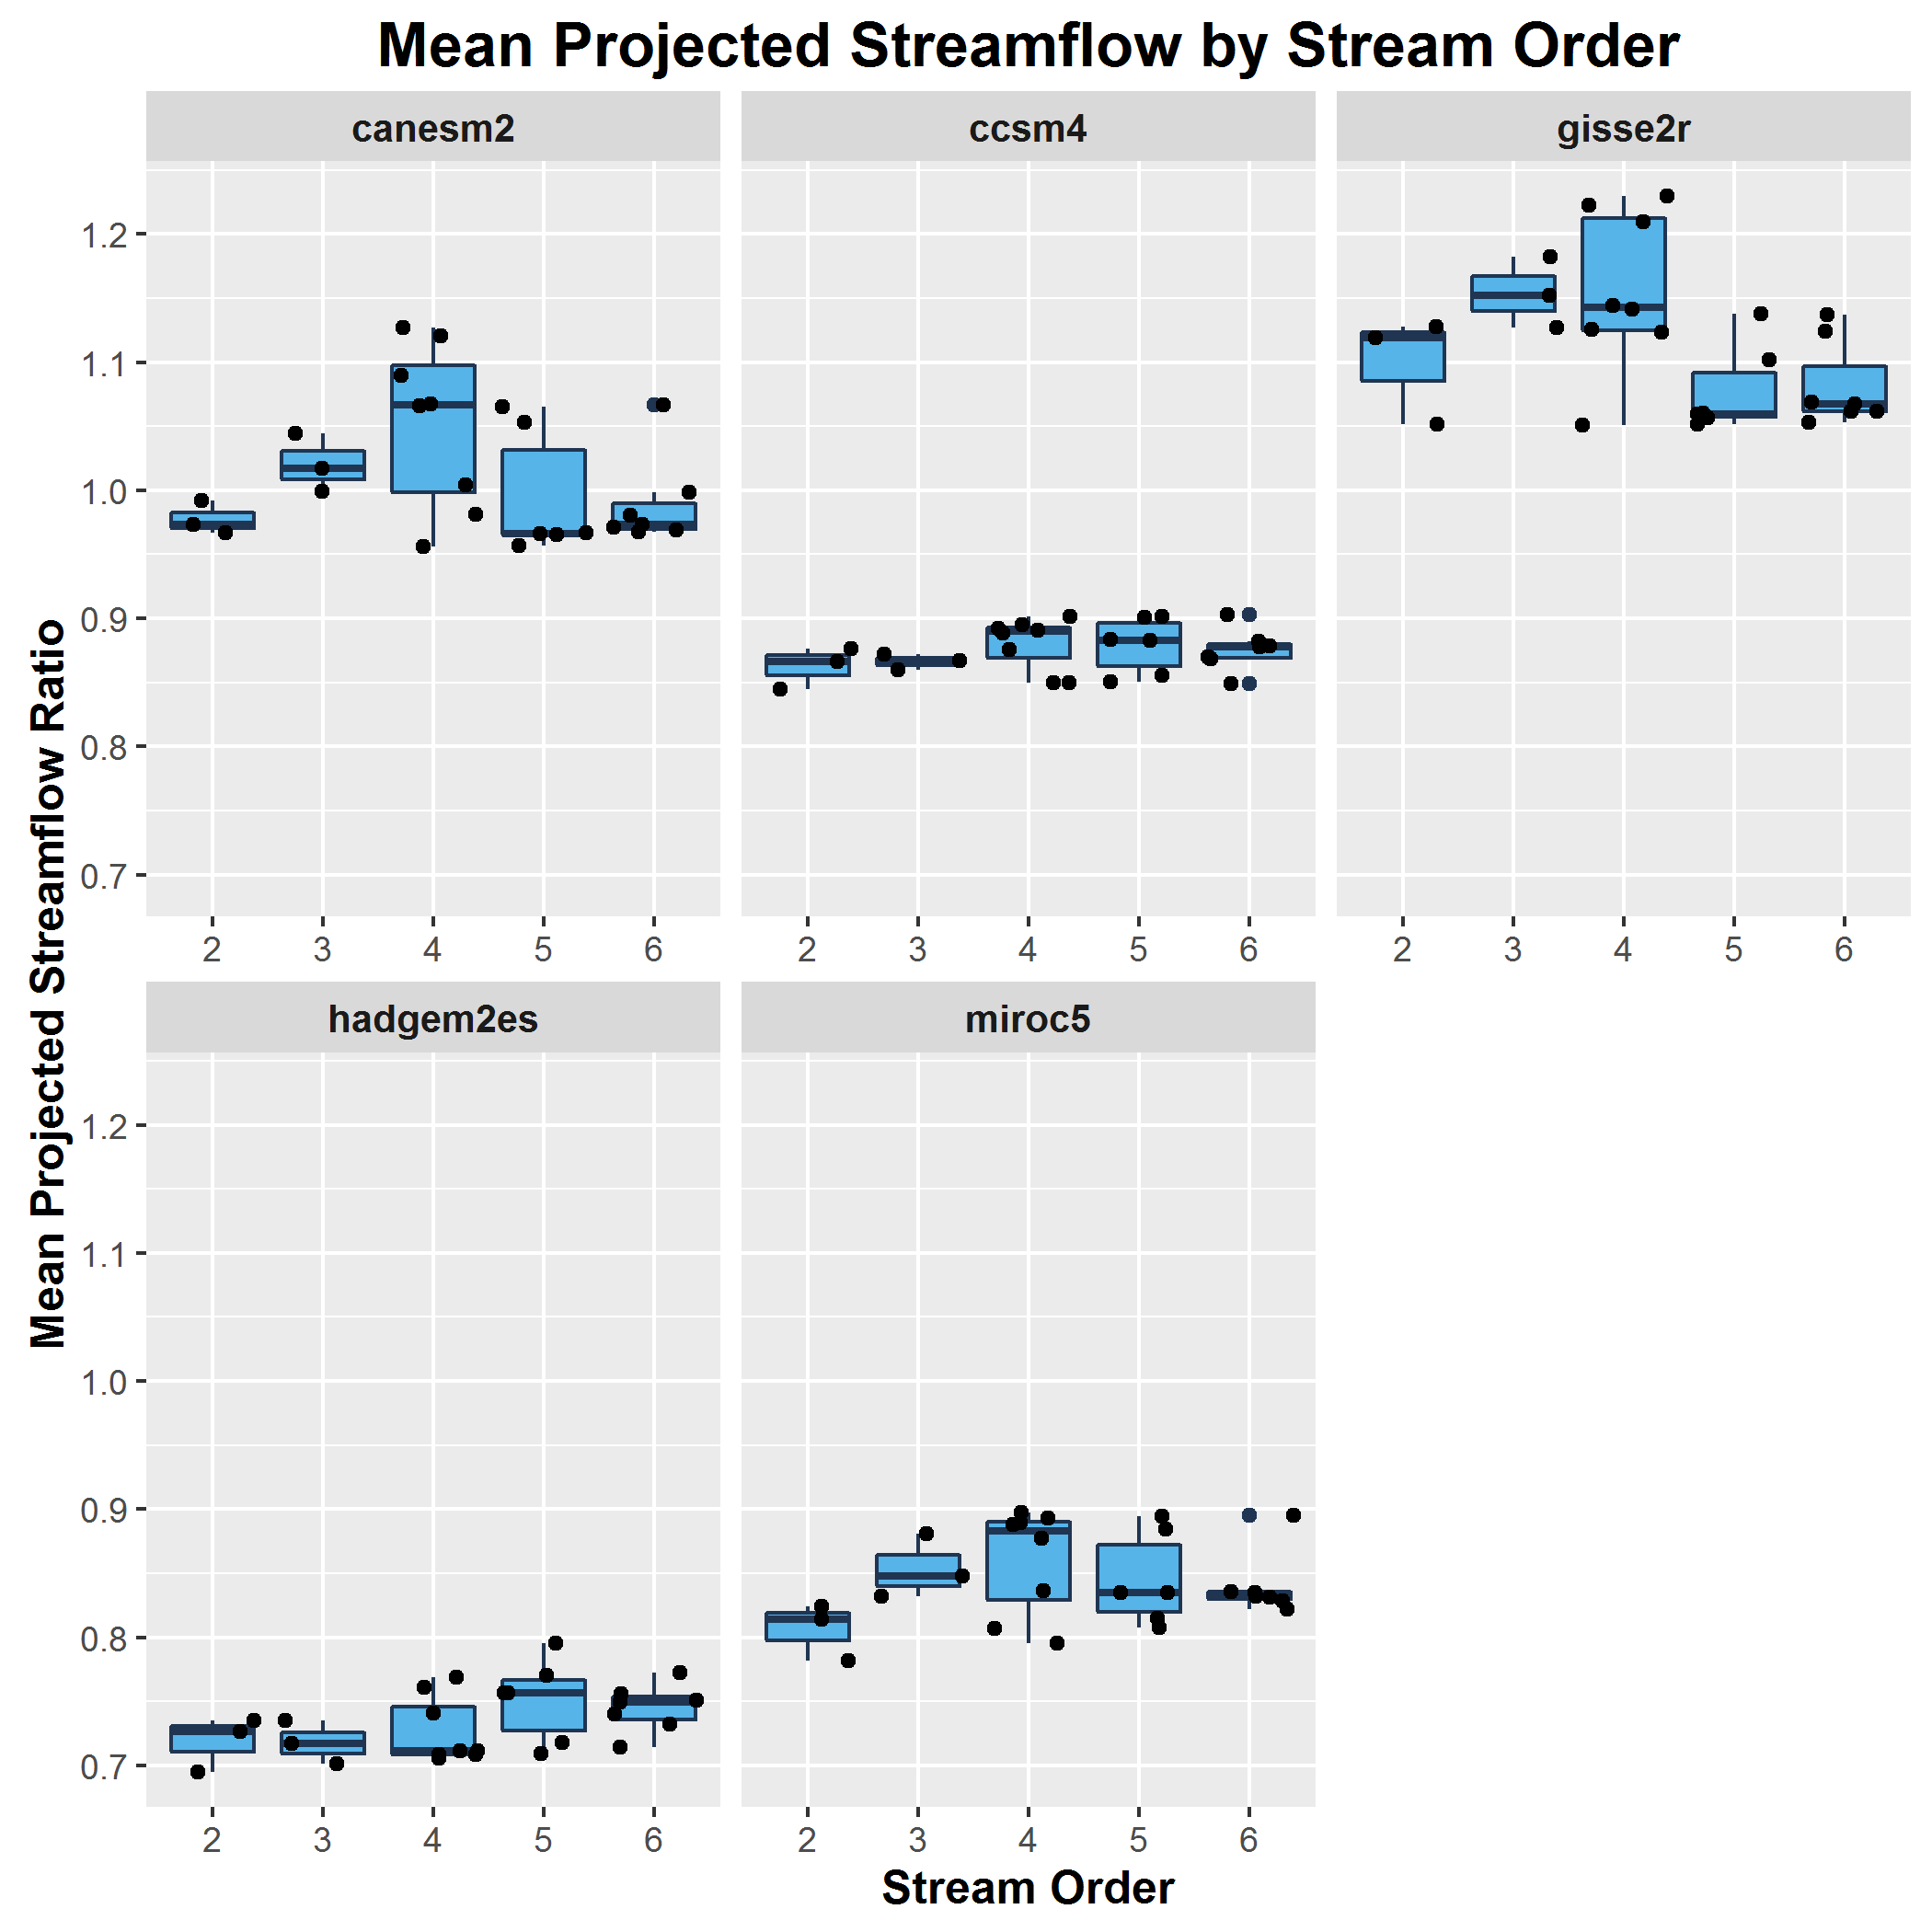 Mean Projected Streamflow by Stream Order
canesm2
ccsm4
gisse2r
Mean Projected Streamflow Ratio
1.2
1.1
1.0
0.9
0.8
0.7
2 3 4 5 6
2 3 4 5 6
2 3 4 5 6
hadgem2es
miroc5
1.2
1.1
1.0
0.9
0.8
0.7
2 3 4 5 6
2 3 4 5 6
Stream Order